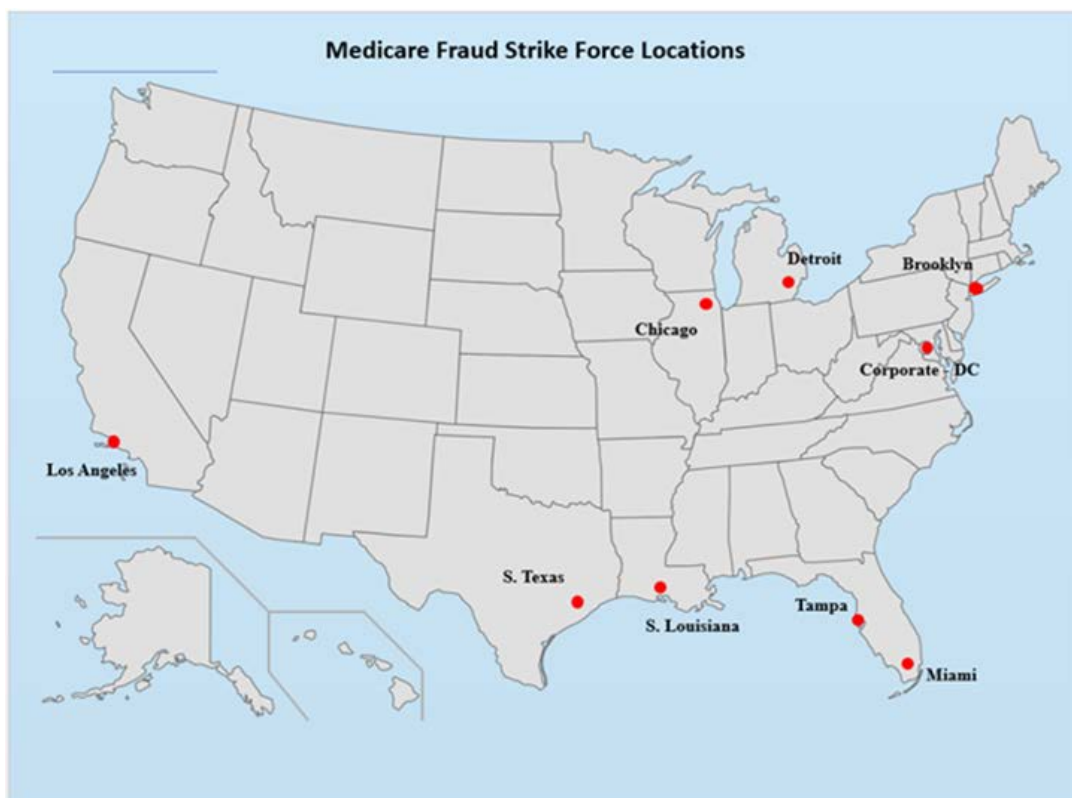 Medicare Fraud Strike Force Locations
Detroit
Brooklyn
Chicago
Corporate - DC
Los Angeles
S. Texas
Tampa
S. Louisiana
Miami